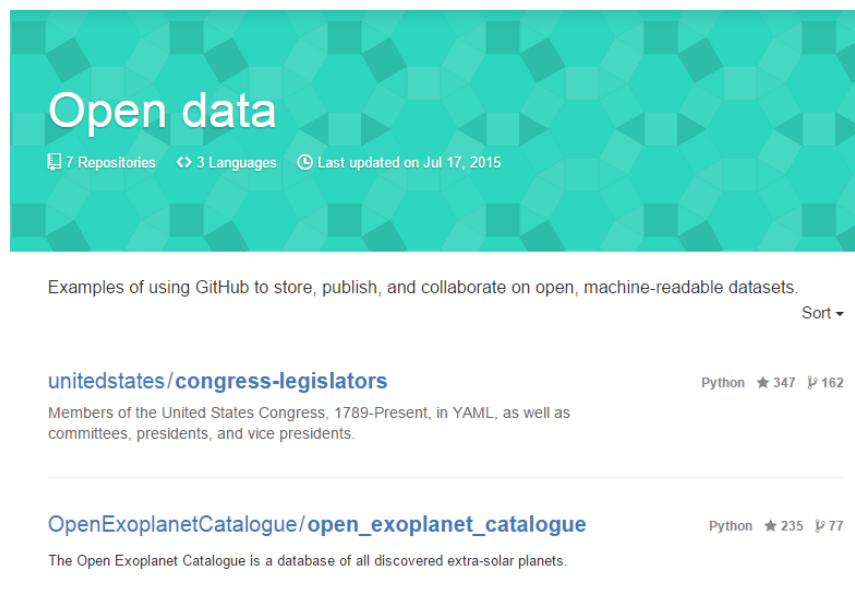 Open data
7 Repositories 3 Languages Last updated on Jul 17, 2015
Examples of using GitHub to store, publish, and collaborate on open, machine-readable datasets.
Sort
unitedstates/congress-legislators Python 347 162
Members of the United States Congress, 1789-Present, in YAML, as well as
committees, presidents, and vice presidents.
OpenExoplanetCatalogue/open_exoplanet_catalogue Python 235 77
The Open Exoplanet Catalogue is a database of all discovered extra-solar planets.